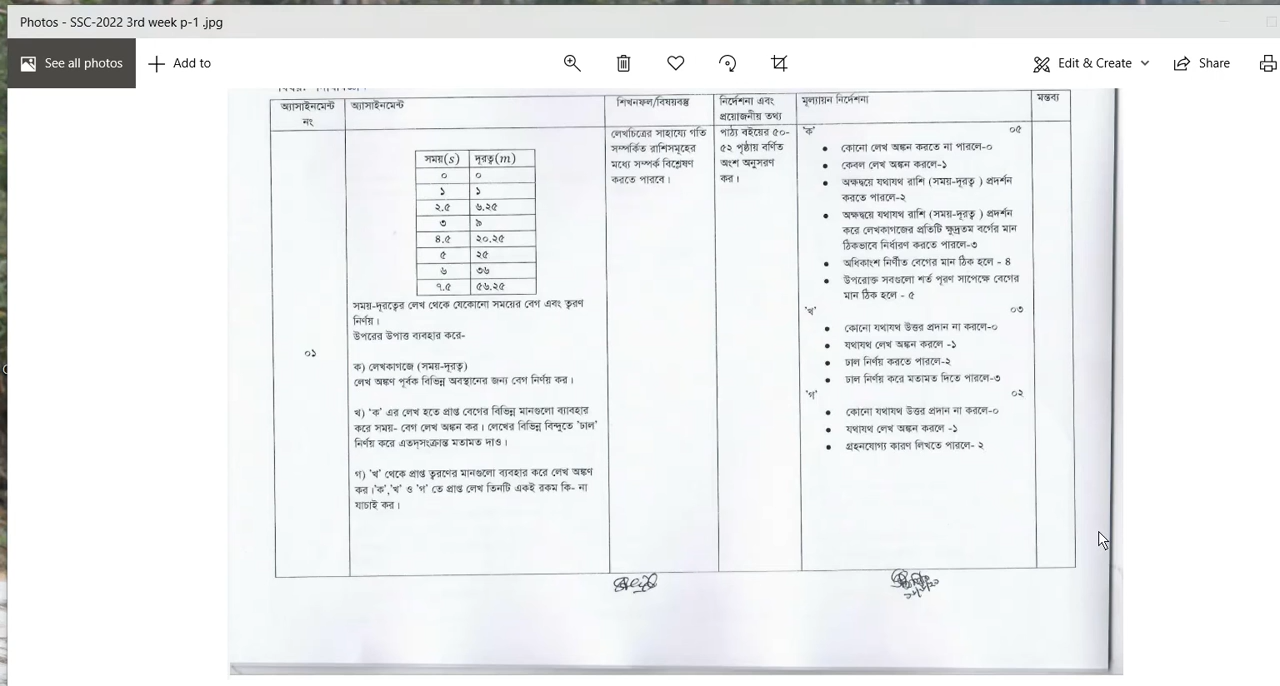 Photos - SSC-2022 3rd week p-1 .jpg
See all photos
Add to
Edit & Create
Share
অ্যাসাইনমেন্ট নং
অ্যাসাইনমেন্ট
শিখনফল/বিষয়বস্তু
নির্দেশনা এবং
প্রয়োজনীয় তথ্য
মূল্যায়ন নির্দেশনা
মন্তব্য
০১
সময়(s) দূরত্ব(m)
০ ০
১ ১
২.৫ ৬.২৫
৩ ৯
৪.৫ ২০.২৫
৫ ২৫
৬ ৩৬
৭.৫ ৫৬.২৫
সময়-দূরত্বের লেখ থেকে যেকোনো সময়ের বেগ এবং ত্বরণ
নির্ণয়।
উপরের উপাত্ত ব্যবহার করে-
ক) লেখকাগজে (সময়-দূরত্ব)
লেখ অঙ্কণ পূর্বক বিভিন্ন অবস্থানের জন্য বেগ নির্ণয় কর।
খ) 'ক' এর লেখ হতে প্রাপ্ত বেগের বিভিন্ন মানগুলো ব্যাবহার
করে সময়- বেগ লেখ অঙ্কন কর। লেখের বিভিন্ন বিন্দুতে 'ঢাল'
নির্ণয় করে এতদ্‌সংক্রান্ত মতামত দাও।
গ) 'খ' থেকে প্রাপ্ত ত্বরণের মানগুলো ব্যবহার করে লেখ অঙ্কণ
কর। 'ক', 'খ' ও 'গ' তে প্রাপ্ত লেখ তিনটি একই রকম কি- না
যাচাই কর।
লেখচিত্রের সাহায্যে গতি
সম্পর্কিত রাশিসমূহের
মধ্যে সম্পর্ক বিশ্লেষণ
করতে পারবে।
পাঠ্য বইয়ের ৫০-
৫২ পৃষ্ঠায় বর্ণিত
অংশ অনুসরণ
কর।
'ক' ০৫
কোনো লেখ অঙ্কন করতে না পারলে-০
কেবল লেখ অঙ্কন করলে-১
অক্ষদ্বয়ে যথাযথ রাশি (সময়-দূরত্ব ) প্রদর্শন
করতে পারলে-২
অক্ষদ্বয়ে যথাযথ রাশি (সময়-দূরত্ব ) প্রদর্শন
করে লেখকাগজের প্রতিটি ক্ষুদ্রতম বর্গের মান
ঠিকভাবে নির্ধারণ করতে পারলে-৩
অধিকাংশ নির্ণীত বেগের মান ঠিক হলে - ৪
উপরোক্ত সবগুলো শর্ত পূরণ সাপেক্ষে বেগের
মান ঠিক হলে - ৫
'খ' ০৩
কোনো যথাযথ উত্তর প্রদান না করলে-০
যথাযথ লেখ অঙ্কন করলে -১
ঢাল নির্ণয় করতে পারলে-২
ঢাল নির্ণয় করে মতামত দিতে পারলে-৩
'গ' ০২
কোনো যথাযথ উত্তর প্রদান না করলে-০
যথাযথ লেখ অঙ্কন করলে -১
গ্রহনযোগ্য কারণ লিখতে পারলে- ২